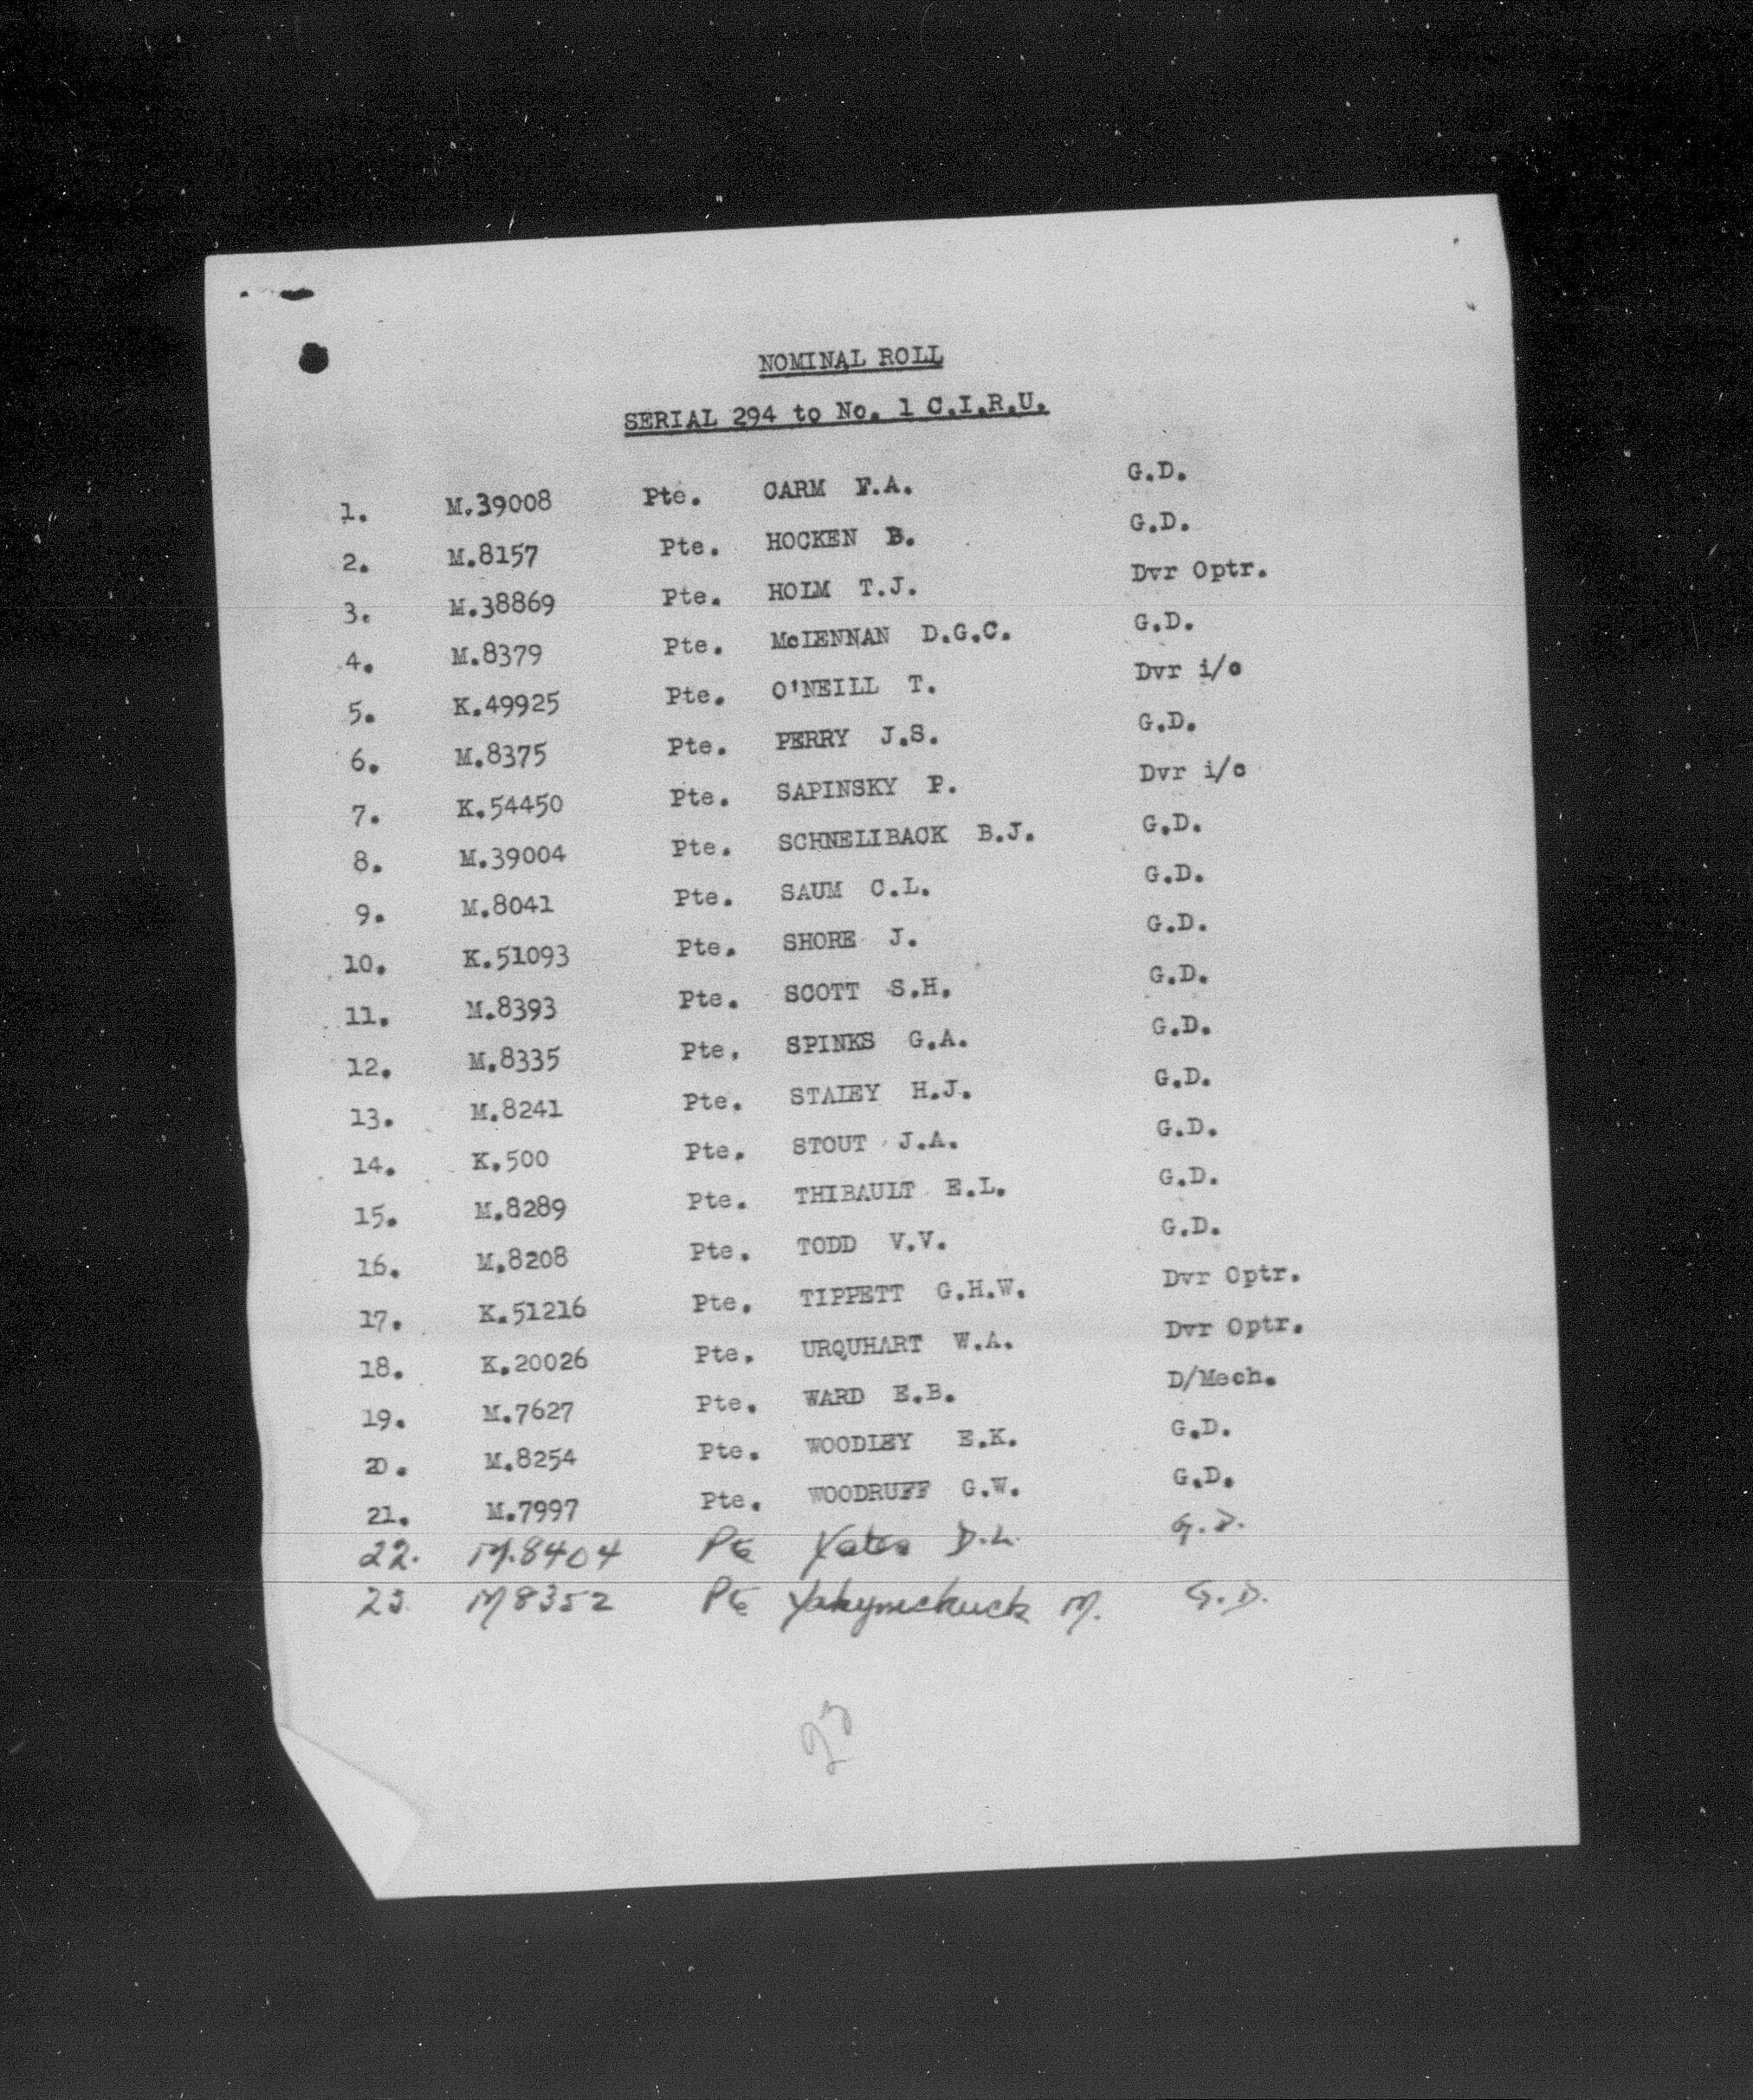 NOMINAL ROLL
SERIAL 294 to No. 1 C.I.R.U.
1. M.39008 Pte. CARM F.A. G.D.
2. M.8157 Pte. HOCKEN B. G.D.
3. M.38869 Pte. HOLM T.J. Dvr Optr.
4. M.8379 Pte. McLENNAN D.G.C. G.D.
5. K.49925 Pte. O'NEILL T. Dvr i/c
6. M.8375 Pte. PERRY J.S. G.D.
7. K.54450 Pte. SAPINSKY P. Dvr i/c
8. M.39004 Pte. SCHNELLBACK B.J. G.D.
9. M.8041 Pte. SAUM C.L. G.D.
10. K.51093 Pte. SHORE J. G.D.
11. M.8393 Pte. SCOTT S.H. G.D.
12. M.8335 Pte. SPINKS G.A. G.D.
13. M.8241 Pte. STALEY H.J. G.D.
14. K.500 Pte. STOUT J.A. G.D.
15. M.8289 Pte. THIBAULT E.L. G.D.
16. M.8208 Pte. TODD V.V. G.D.
17. K.51216 Pte. TIPPETT G.H.W. Dvr Optr.
18. K.20026 Pte. URQUHART W.A. Dvr Optr.
19. M.7627 Pte. WARD E.B. D/Mech.
20. M.8254 Pte. WOODLEY E.K. G.D.
21. M.7997 Pte. WOODRUFF G.W. G.D.
22. M.8404 Pte Yates D.L. G.D.
23. M8352 Pte Yakymchuck M. G.D.
23